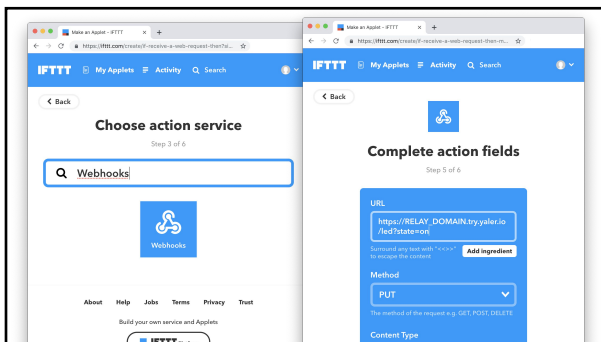 Make an Applet - IFTTT
https://ifttt.com/create/if-receive-a-web-request-then?si...
IFTTT My Applets Activity Search
Back
Choose action service
Step 3 of 6
Webhooks
Webhooks
About Help Jobs Terms Privacy Trust
Build your own service and Applets
IFTTT
Make an Applet - IFTTT
https://ifttt.com/create/if-receive-a-web-request-then-m...
IFTTT My Applets Activity Search
Back
Complete action fields
Step 5 of 6
URL
https://RELAY_DOMAIN.try.yaler.io
/led?state=on
Surround any text with "<<>>"
to escape the content
Add ingredient
Method
PUT
The method of the request e.g. GET, POST, DELETE
Content Type